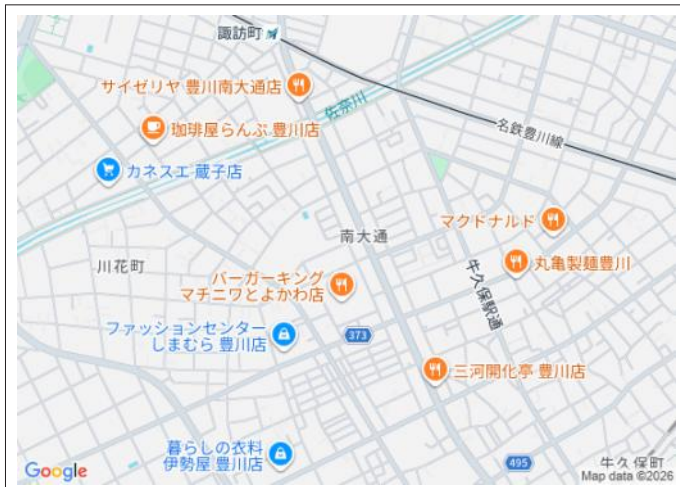 諏訪町
サイゼリヤ 豊川南大通店
佐奈川
珈琲屋らんぷ 豊川店
名鉄豊川線
カネスエ 蔵子店
マクドナルド
南大通
丸亀製麺豊川
川花町
バーガーキング
マチニワとよかわ店
牛久保駅通
ファッションセンター
しまむら 豊川店
373
三河開化亭 豊川店
暮らしの衣料
伊勢屋 豊川店
495
牛久保町
Google
Map data ©2026